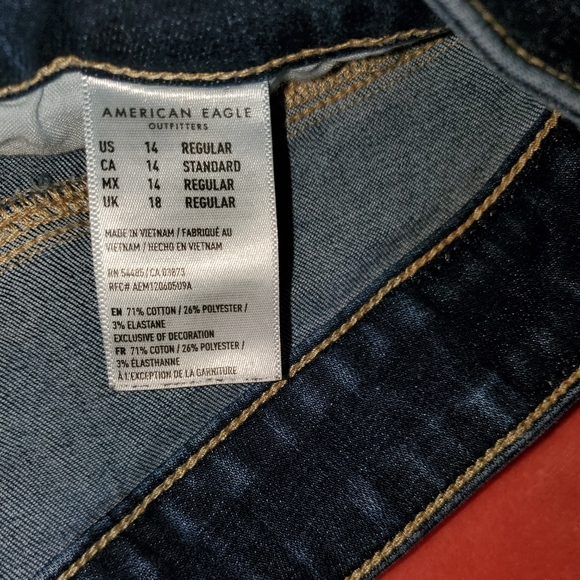 AMERICAN EAGLE
OUTFITTERS
US 14 REGULAR
CA 14 STANDARD
MX 14 REGULAR
UK 18 REGULAR
MADE IN VIETNAM / FABRIQUÉ AU
VIETNAM / HECHO EN VIETNAM
RN 54485 / CA 03873
RFC# AEM120605U9A
EN 71% COTTON / 26% POLYESTER /
3% ELASTANE
EXCLUSIVE OF DECORATION
FR 71% COTON / 26% POLYESTER /
3% ÉLASTHANNE
À L'EXCEPTION DE LA GARNITURE